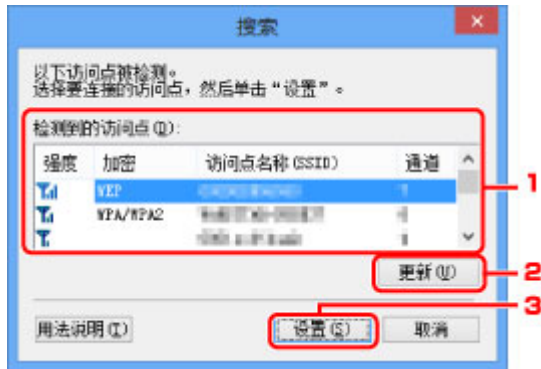 搜索
以下访问点被检测。
选择要连接的访问点，然后单击“设置”。
检测到的访问点(D):
强度 加密 访问点名称(SSID) 通道
WEP
WPA/WPA2
1
更新(U) 2
3
用法说明(I) 设置(S) 取消